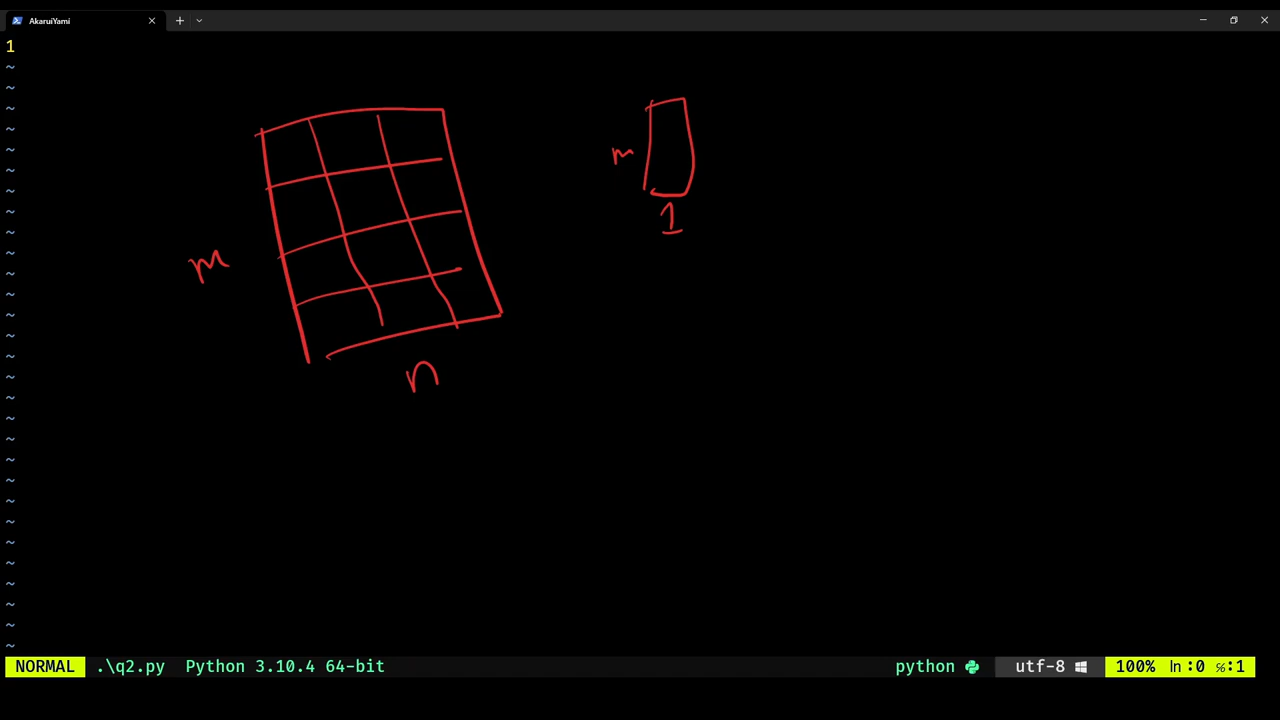 AkaruiYami
1
m
1
m
n
NORMAL .\q2.py Python 3.10.4 64-bit python utf-8 100% ln :0 %:1